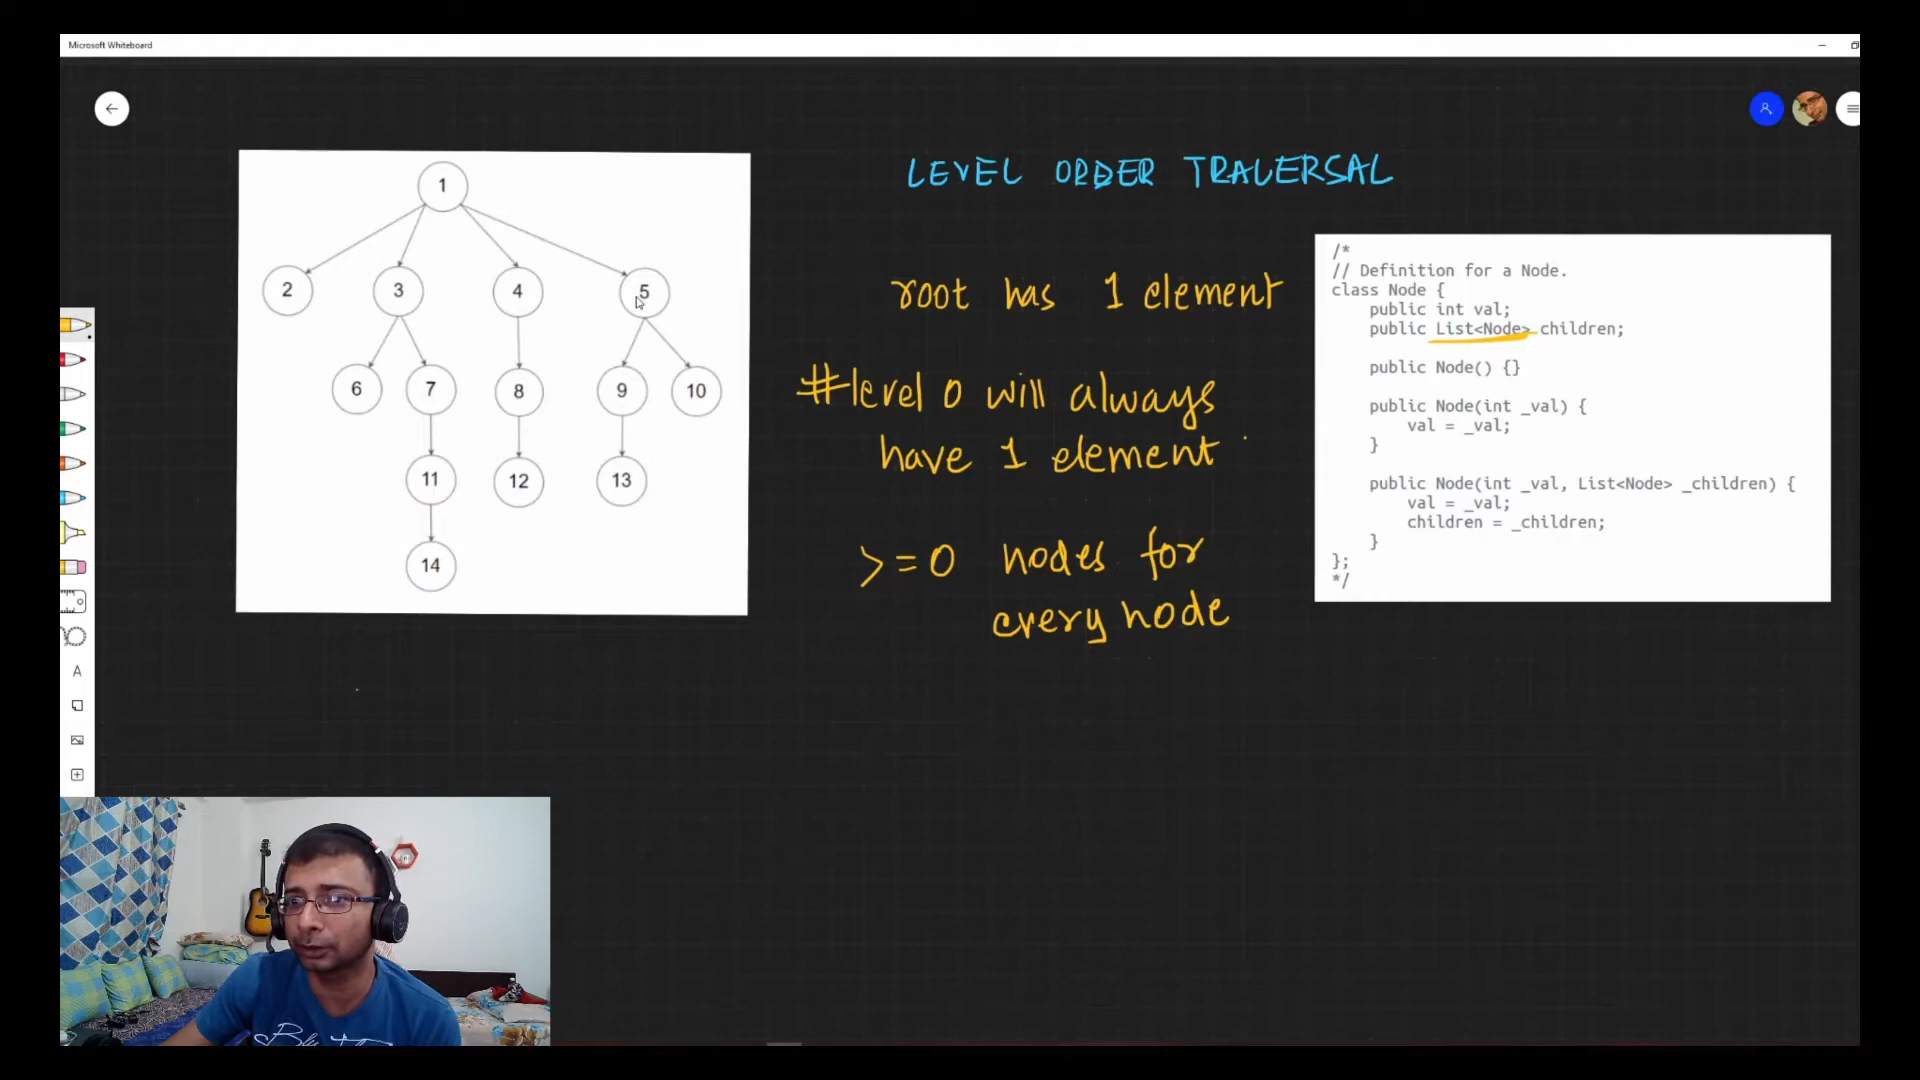 Microsoft Whiteboard
LEVEL ORDER TRAVERSAL
1
2 3 4 5
6 7 8 9 10
11 12 13
14
root has 1 element
#level 0 will always
have 1 element
>=0 nodes for
every node
/*
// Definition for a Node.
class Node {
public int val;
public List<Node> children;
public Node() {}
public Node(int _val) {
val = _val;
}
public Node(int _val, List<Node> _children) {
val = _val;
children = _children;
}
};
*/
A